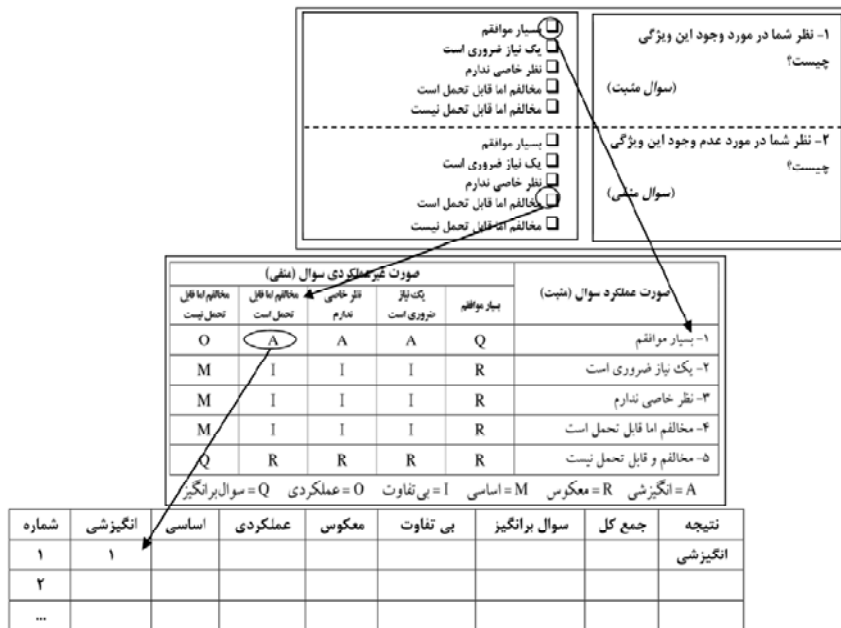 ۱- نظر شما در مورد وجود این ویژگی
چیست؟
(سوال مثبت)
بسیار موافقم
یک نیاز ضروری است
نظر خاصی ندارم
مخالفم اما قابل تحمل است
مخالفم اما قابل تحمل نیست
۲- نظر شما در مورد عدم وجود این ویژگی
چیست؟
(سوال منفی)
بسیار موافقم
یک نیاز ضروری است
نظر خاصی ندارم
مخالفم اما قابل تحمل است
مخالفم اما قابل تحمل نیست
صورت عملکرد سوال (مثبت) صورت غیرعملکردی سوال (منفی)
بسیار موافقم یک نیاز ضروری است نظر خاصی ندارم مخالفم اما قابل تحمل است مخالفم اما قابل تحمل نیست
۱- بسیار موافقم Q A A A O
۲- یک نیاز ضروری است R I I I M
۳- نظر خاصی ندارم R I I I M
۴- مخالفم اما قابل تحمل است R I I I M
۵- مخالفم و قابل تحمل نیست R R R R Q
A = انگیزشی R = معکوس M = اساسی I = بی تفاوت O = عملکردی Q = سوال برانگیز
شماره انگیزشی اساسی عملکردی معکوس بی تفاوت سوال برانگیز جمع کل نتیجه
۱ ۱ انگیزشی
۲
...